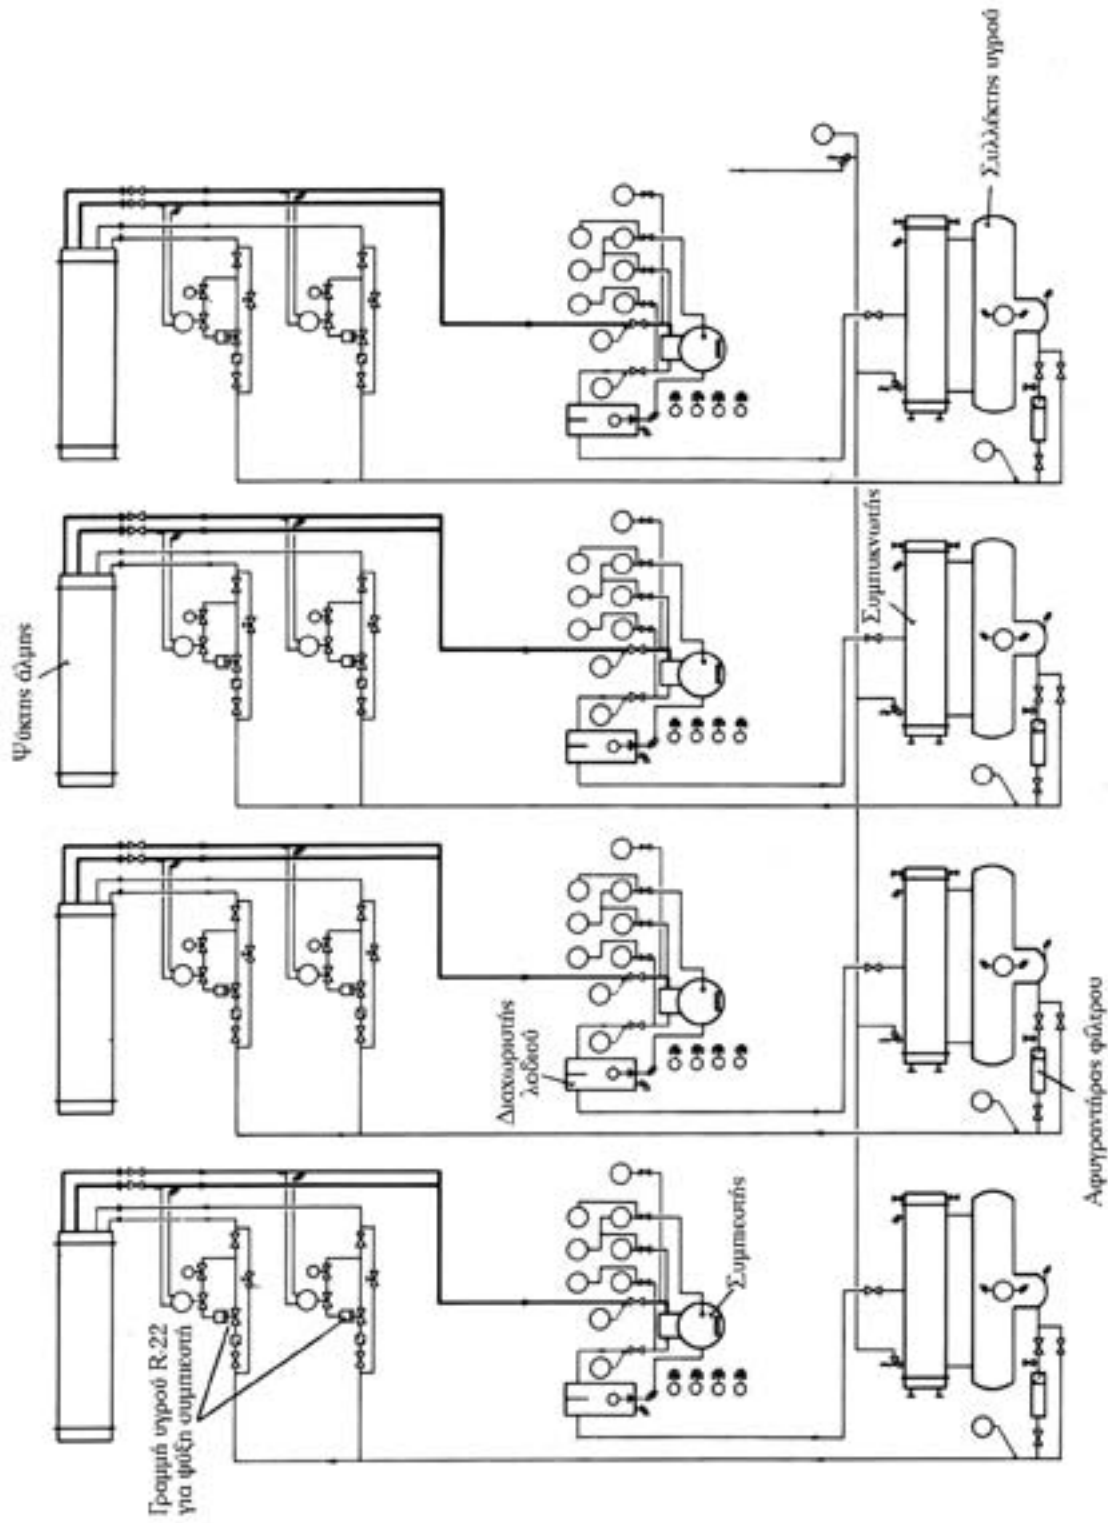 Ψύκτης άλμης
Γραμμή υγρού R-22
για ψύξη συμπιεστή
Διαχωριστής
λαδιού
Συμπιεστής
Συμπυκνωτής
Συλλέκτης υγρού
Αφυγραντήρας φίλτρου